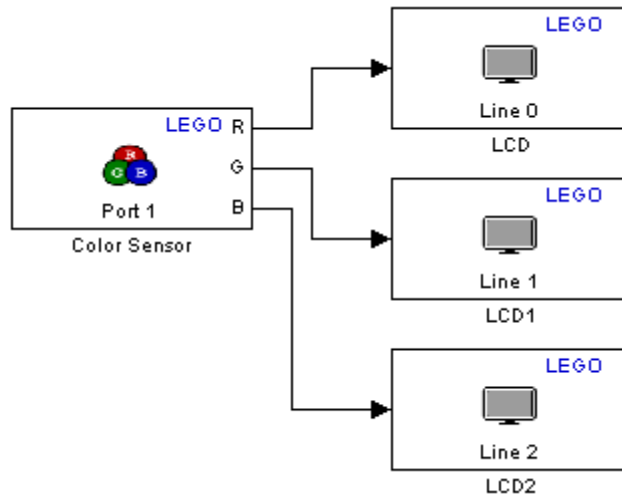 LEGO
R
G
B
R
G
B
Port 1
Color Sensor
LEGO
Line 0
LCD
LEGO
Line 1
LCD1
LEGO
Line 2
LCD2